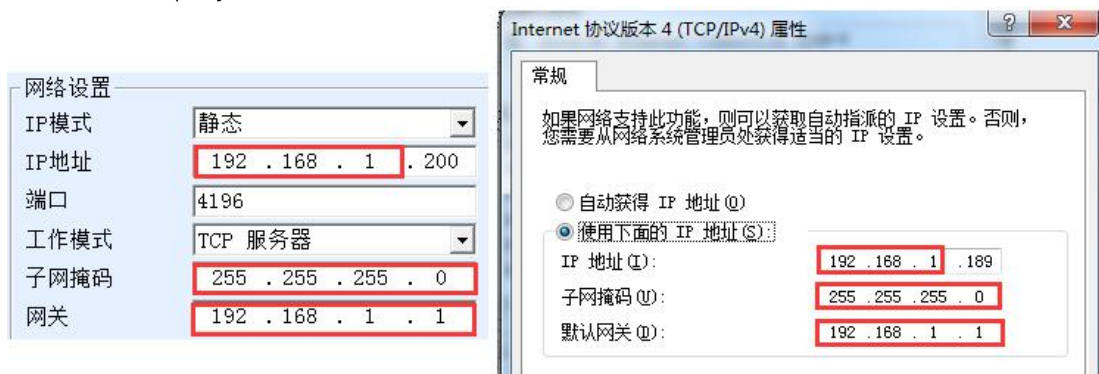 网络设置
IP模式 静态
IP地址 192 . 168 . 1 . 200
端口 4196
工作模式 TCP 服务器
子网掩码 255 . 255 . 255 . 0
网关 192 . 168 . 1 . 1
Internet 协议版本 4 (TCP/IPv4) 属性
常规
如果网络支持此功能，则可以获取自动指派的 IP 设置。否则，
您需要从网络系统管理员处获得适当的 IP 设置。
自动获得 IP 地址(O)
使用下面的 IP 地址(S):
IP 地址(I): 192 .168 . 1 .189
子网掩码(U): 255 .255 .255 . 0
默认网关(D): 192 .168 . 1 . 1